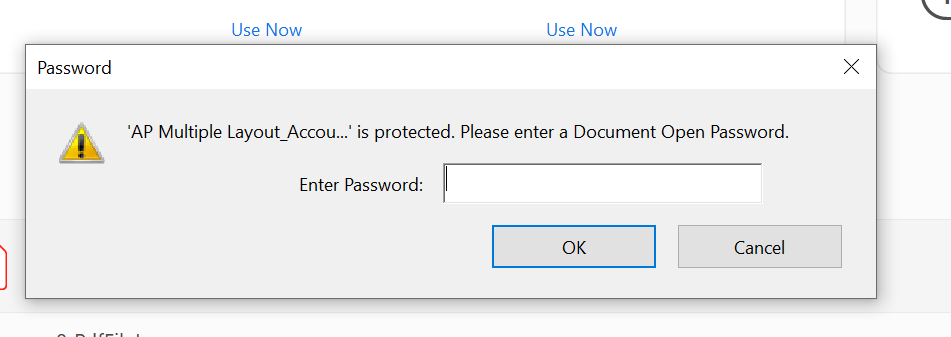 Use Now
Use Now
Password
'AP Multiple Layout_Accou...' is protected. Please enter a Document Open Password.
Enter Password:
OK
Cancel